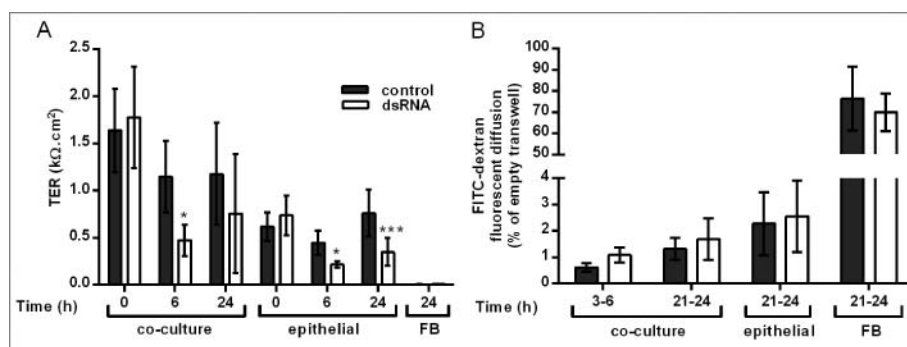 A
TER (kΩ.cm²)
2.5
2.0
1.5
1.0
0.5
0.0
control
dsRNA
*
*
***
Time (h)
0 6 24 0 6 24 24
co-culture epithelial FB
B
FITC-dextran
fluorescent diffusion
(% of empty transwell)
100
90
80
70
60
50
4
3
2
1
0
Time (h)
3-6 21-24 21-24 21-24
co-culture epithelial FB